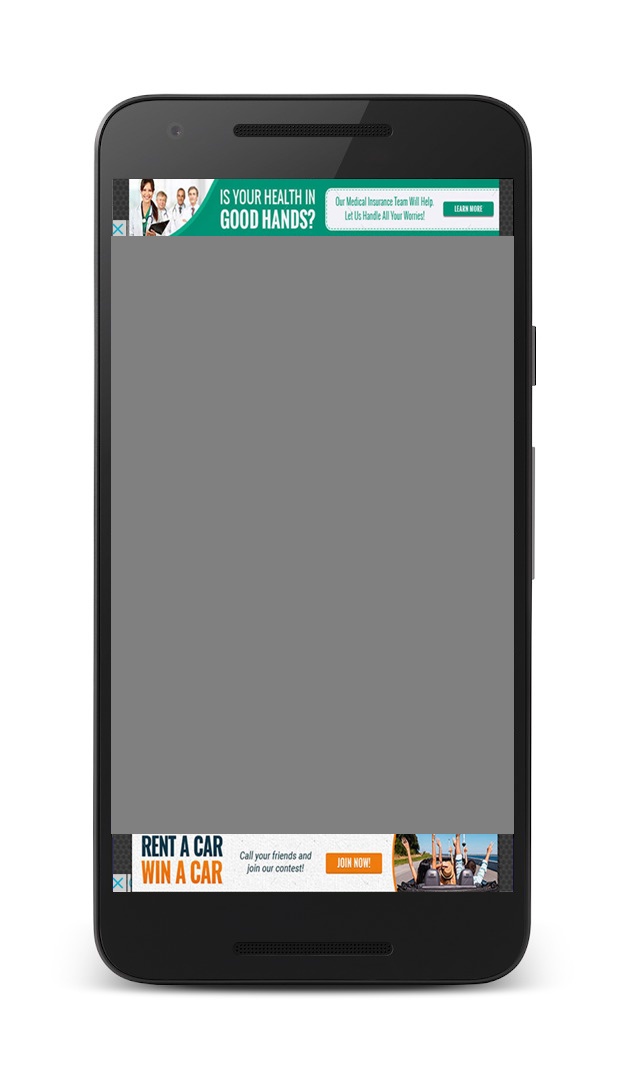 IS YOUR HEALTH IN
GOOD HANDS?
Our Medical Insurance Team Will Help.
Let Us Handle All Your Worries!
LEARN MORE
RENT A CAR
WIN A CAR
Call your friends and
join our contest!
JOIN NOW!